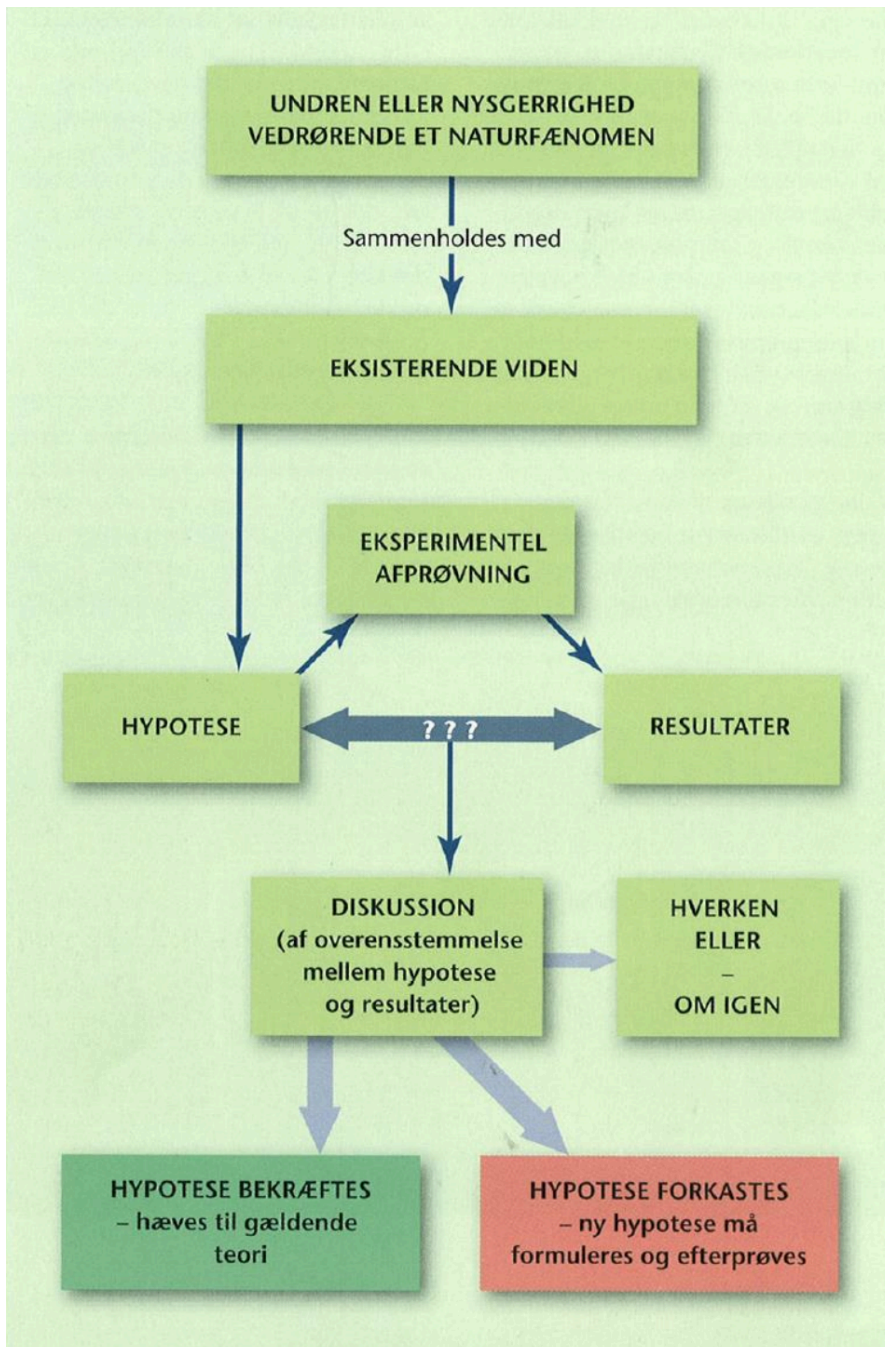 UNDREN ELLER NYSGERRIGHED
VEDRØRENDE ET NATURFÆNOMEN
Sammenholdes med
EKSISTERENDE VIDEN
EKSPERIMENTEL
AFPRØVNING
HYPOTESE
? ? ?
RESULTATER
DISKUSSION
(af overensstemmelse
mellem hypotese
og resultater)
HVERKEN
ELLER
–
OM IGEN
HYPOTESE BEKRÆFTES
– hæves til gældende
teori
HYPOTESE FORKASTES
– ny hypotese må
formuleres og efterprøves